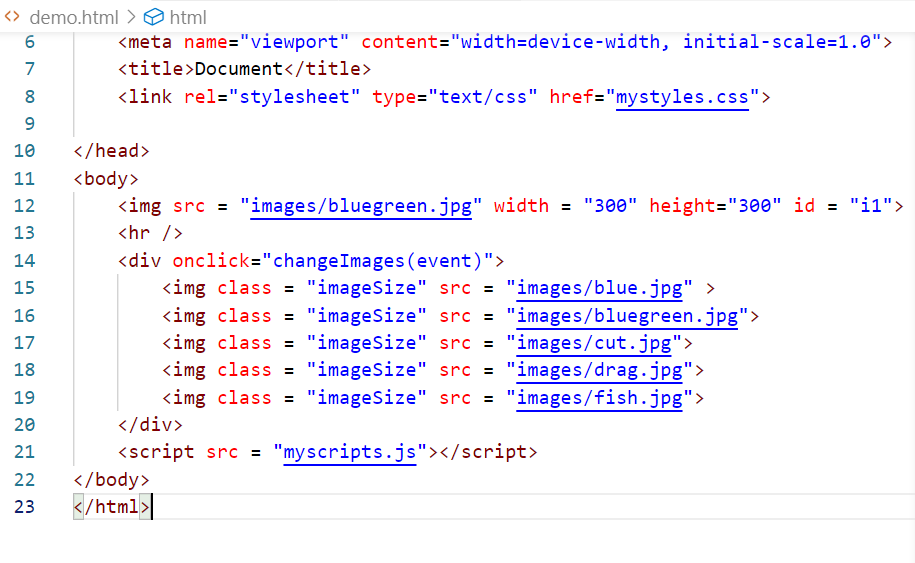 demo.html > html
6 <meta name="viewport" content="width=device-width, initial-scale=1.0">
7 <title>Document</title>
8 <link rel="stylesheet" type="text/css" href="mystyles.css">
9
10 </head>
11 <body>
12 <img src = "images/bluegreen.jpg" width = "300" height="300" id = "i1">
13 <hr />
14 <div onclick="changeImages(event)">
15 <img class = "imageSize" src = "images/blue.jpg" >
16 <img class = "imageSize" src = "images/bluegreen.jpg">
17 <img class = "imageSize" src = "images/cut.jpg">
18 <img class = "imageSize" src = "images/drag.jpg">
19 <img class = "imageSize" src = "images/fish.jpg">
20 </div>
21 <script src = "myscripts.js"></script>
22 </body>
23 </html>